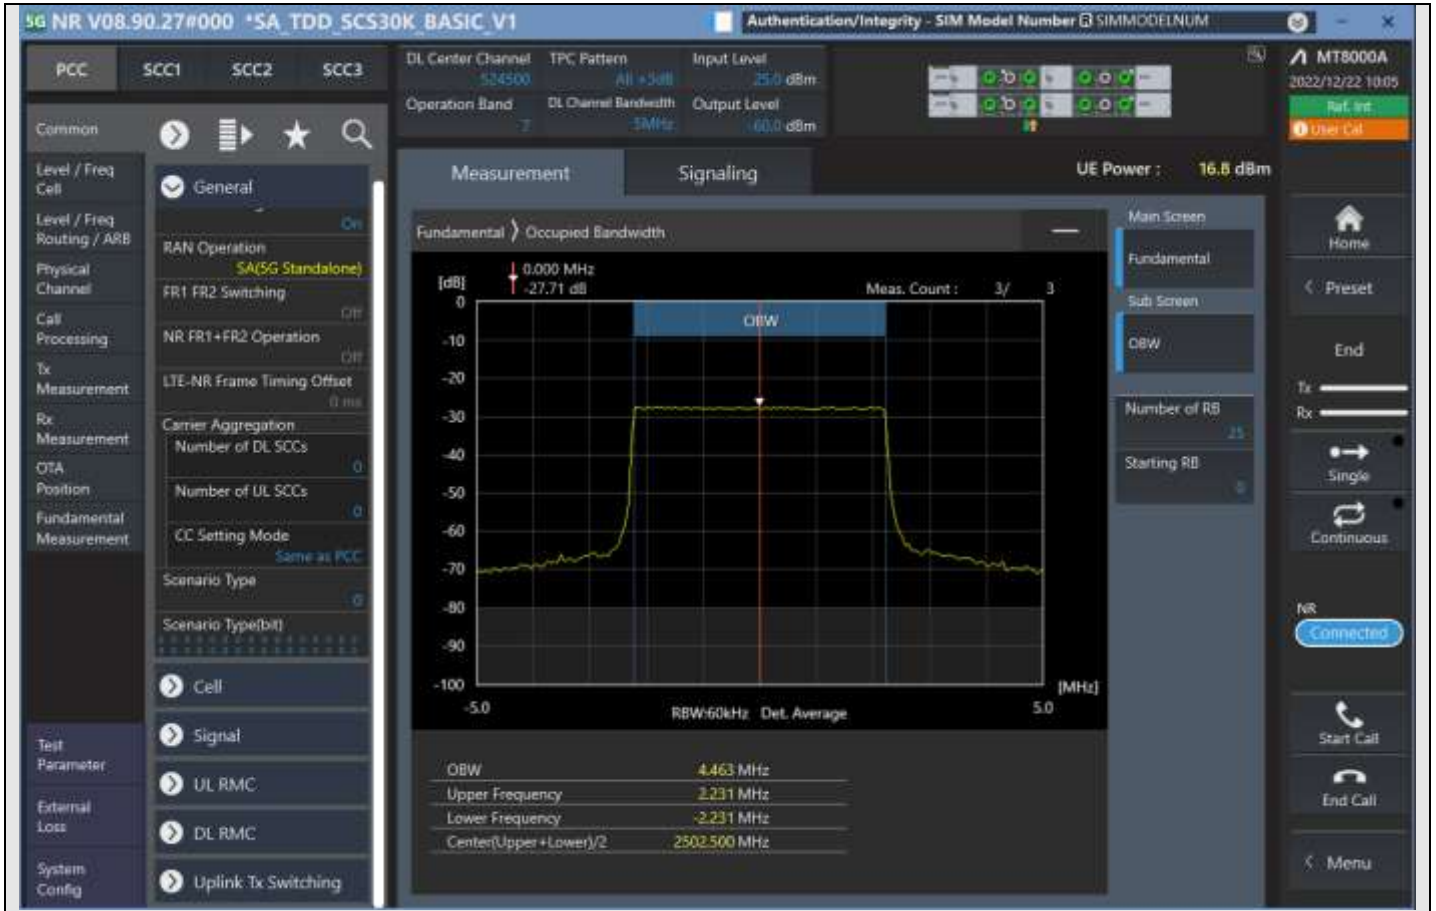 5G NR V08.90.27#000 *SA_TDD_SCS30K_BASIC_V1
Authentication/Integrity - SIM Model Number SIMMODELNUM
PCC SCC1 SCC2 SCC3
DL Center Channel TPC Pattern Input Level
524500 All +3dB 25.0 dBm
Operation Band DL Channel Bandwidth Output Level
7 5MHz -60.0 dBm
MT8000A
2022/12/22 10:05
Ref. Int
User Cal
Common
Level / Freq
Cell
Level / Freq
Routing / ARB
Physical
Channel
Call
Processing
Tx
Measurement
Rx
Measurement
OTA
Position
Fundamental
Measurement
Test
Parameter
External
Loss
System
Config
General
On
RAN Operation
SA(5G Standalone)
FR1 FR2 Switching
Off
NR FR1+FR2 Operation
Off
LTE-NR Frame Timing Offset
0 ms
Carrier Aggregation
Number of DL SCCs
0
Number of UL SCCs
0
CC Setting Mode
Same as PCC
Scenario Type
0
Scenario Type(bit)
Cell
Signal
UL RMC
DL RMC
Uplink Tx Switching
Measurement Signaling
UE Power : 16.8 dBm
Fundamental Occupied Bandwidth
0.000 MHz
-27.71 dB
Meas. Count : 3/ 3
[dB]
0
-10
-20
-30
-40
-50
-60
-70
-80
-90
-100
OBW
-5.0 5.0
[MHz]
RBW:60kHz Det. Average
OBW 4.463 MHz
Upper Frequency 2.231 MHz
Lower Frequency -2.231 MHz
Center(Upper+Lower)/2 2502.500 MHz
Main Screen
Fundamental
Sub Screen
OBW
Number of RB
25
Starting RB
0
Home
Preset
End
Tx
Rx
Single
Continuous
NR
Connected
Start Call
End Call
Menu